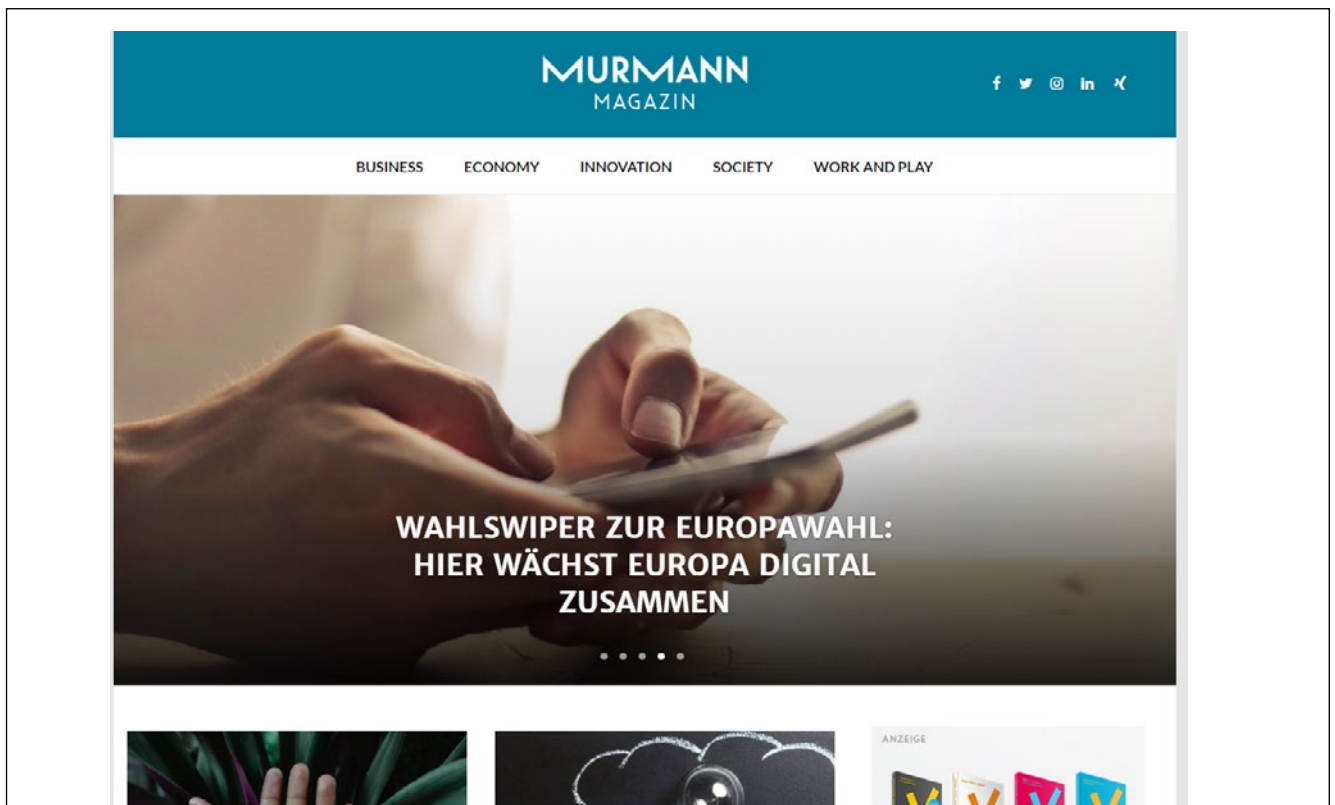 MURMANN
MAGAZIN
BUSINESS ECONOMY INNOVATION SOCIETY WORK AND PLAY
WAHLSWIPER ZUR EUROPAWAHL:
HIER WÄCHST EUROPA DIGITAL
ZUSAMMEN
ANZEIGE